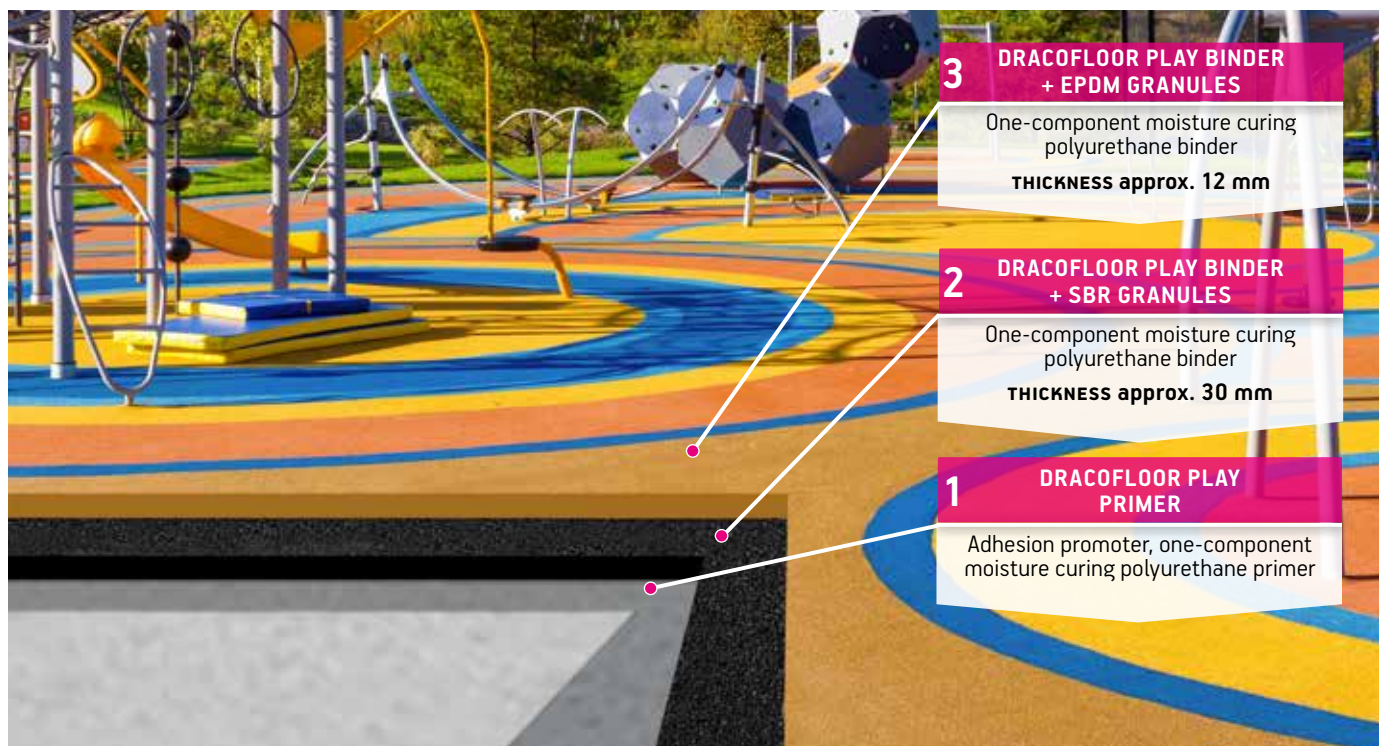 3
DRACOFLOOR PLAY BINDER
+ EPDM GRANULES
One-component moisture curing
polyurethane binder
THICKNESS approx. 12 mm
2
DRACOFLOOR PLAY BINDER
+ SBR GRANULES
One-component moisture curing
polyurethane binder
THICKNESS approx. 30 mm
1
DRACOFLOOR PLAY
PRIMER
Adhesion promoter, one-component
moisture curing polyurethane primer